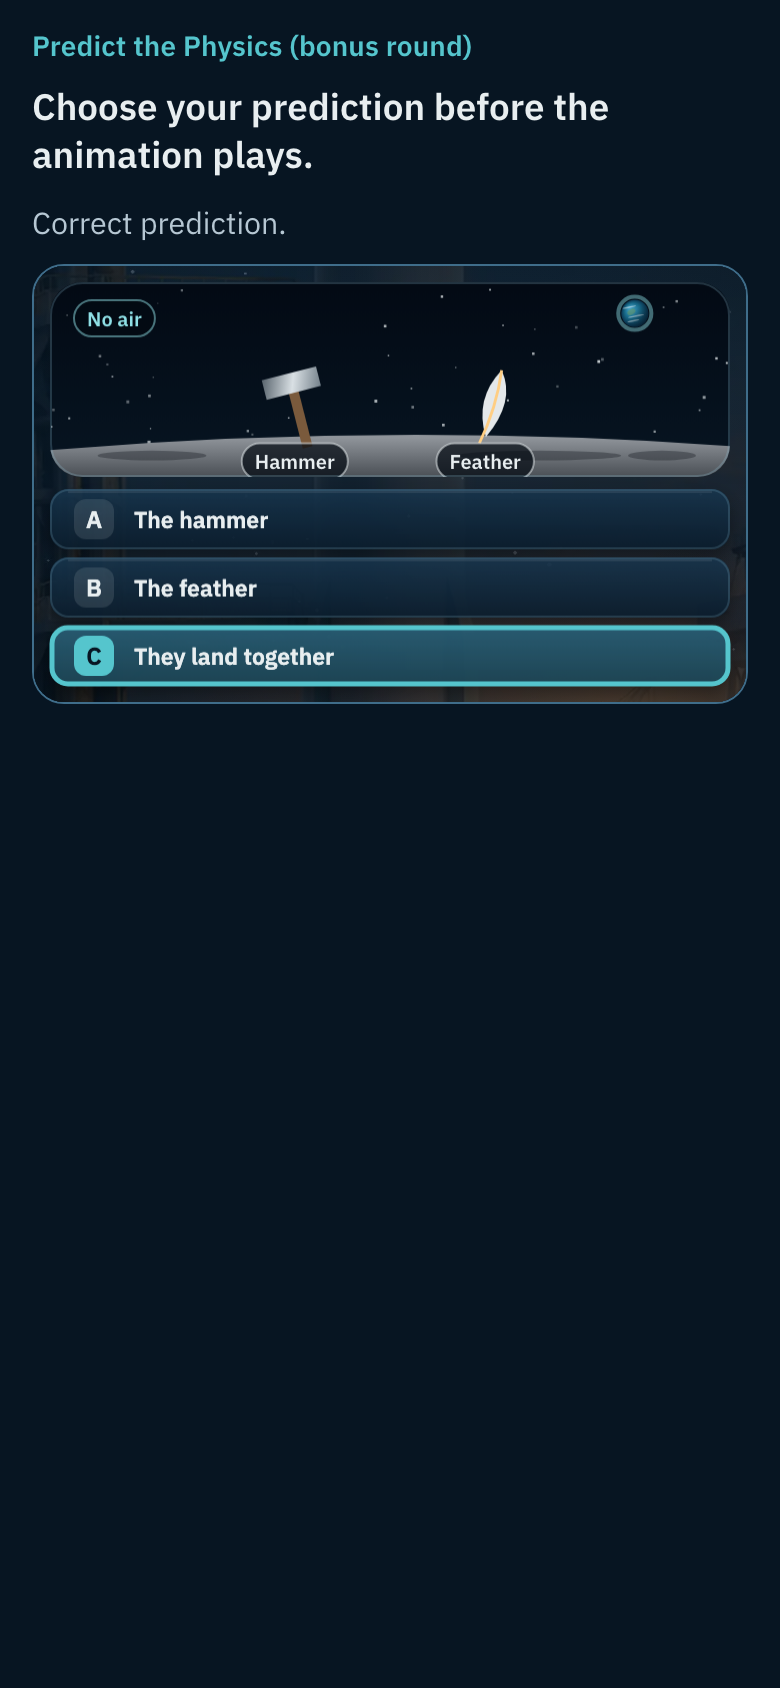 Predict the Physics (bonus round)
Choose your prediction before the
animation plays.
Correct prediction.
No air
Hammer
Feather
A The hammer
B The feather
C They land together